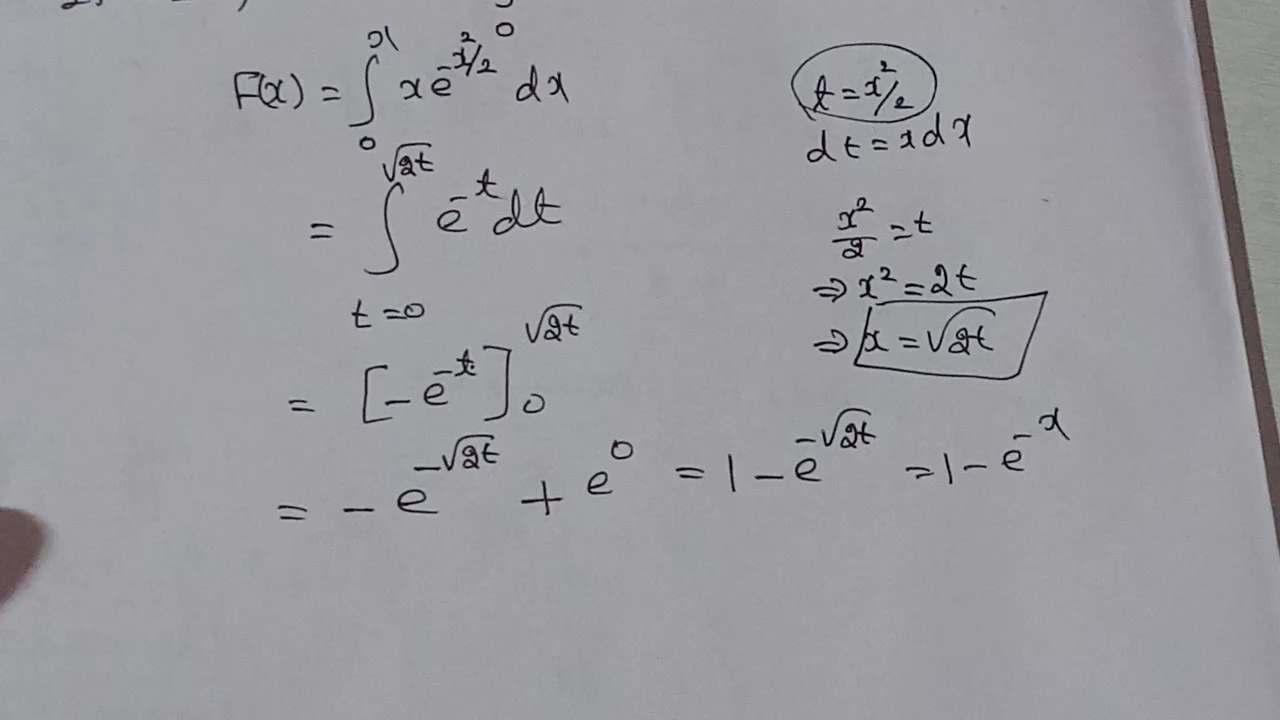 F(x) = ∫₀ˣ x e^(-x²/2) dx
t = x²/2
dt = x dx
= ∫_(t=0)^(√2t) e^(-t) dt
x²/2 = t
⇒ x² = 2t
⇒ x = √2t
= [-e^(-t)]₀^(√2t)
= -e^(-√2t) + e⁰ = 1 - e^(-√2t) = 1 - e^(-x)